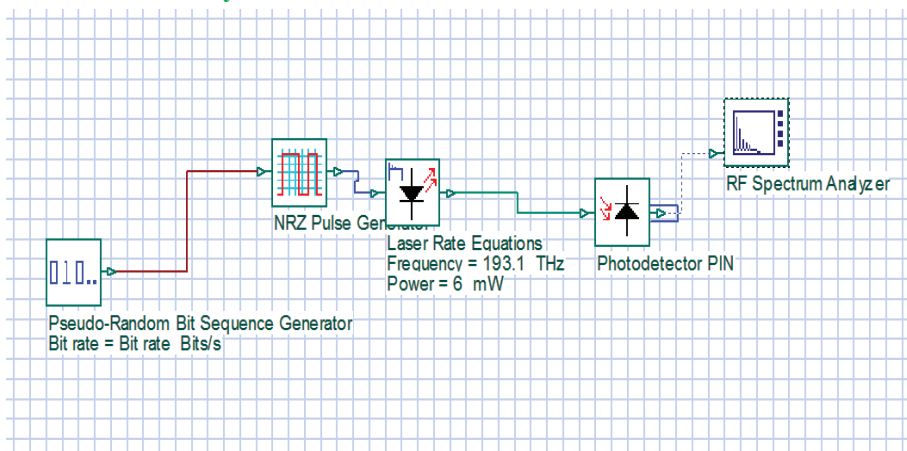 RF Spectrum Analyzer
NRZ Pulse Generator
Laser Rate Equations
Frequency = 193.1 THz
Power = 6 mW
Photodetector PIN
010..
Pseudo-Random Bit Sequence Generator
Bit rate = Bit rate Bits/s